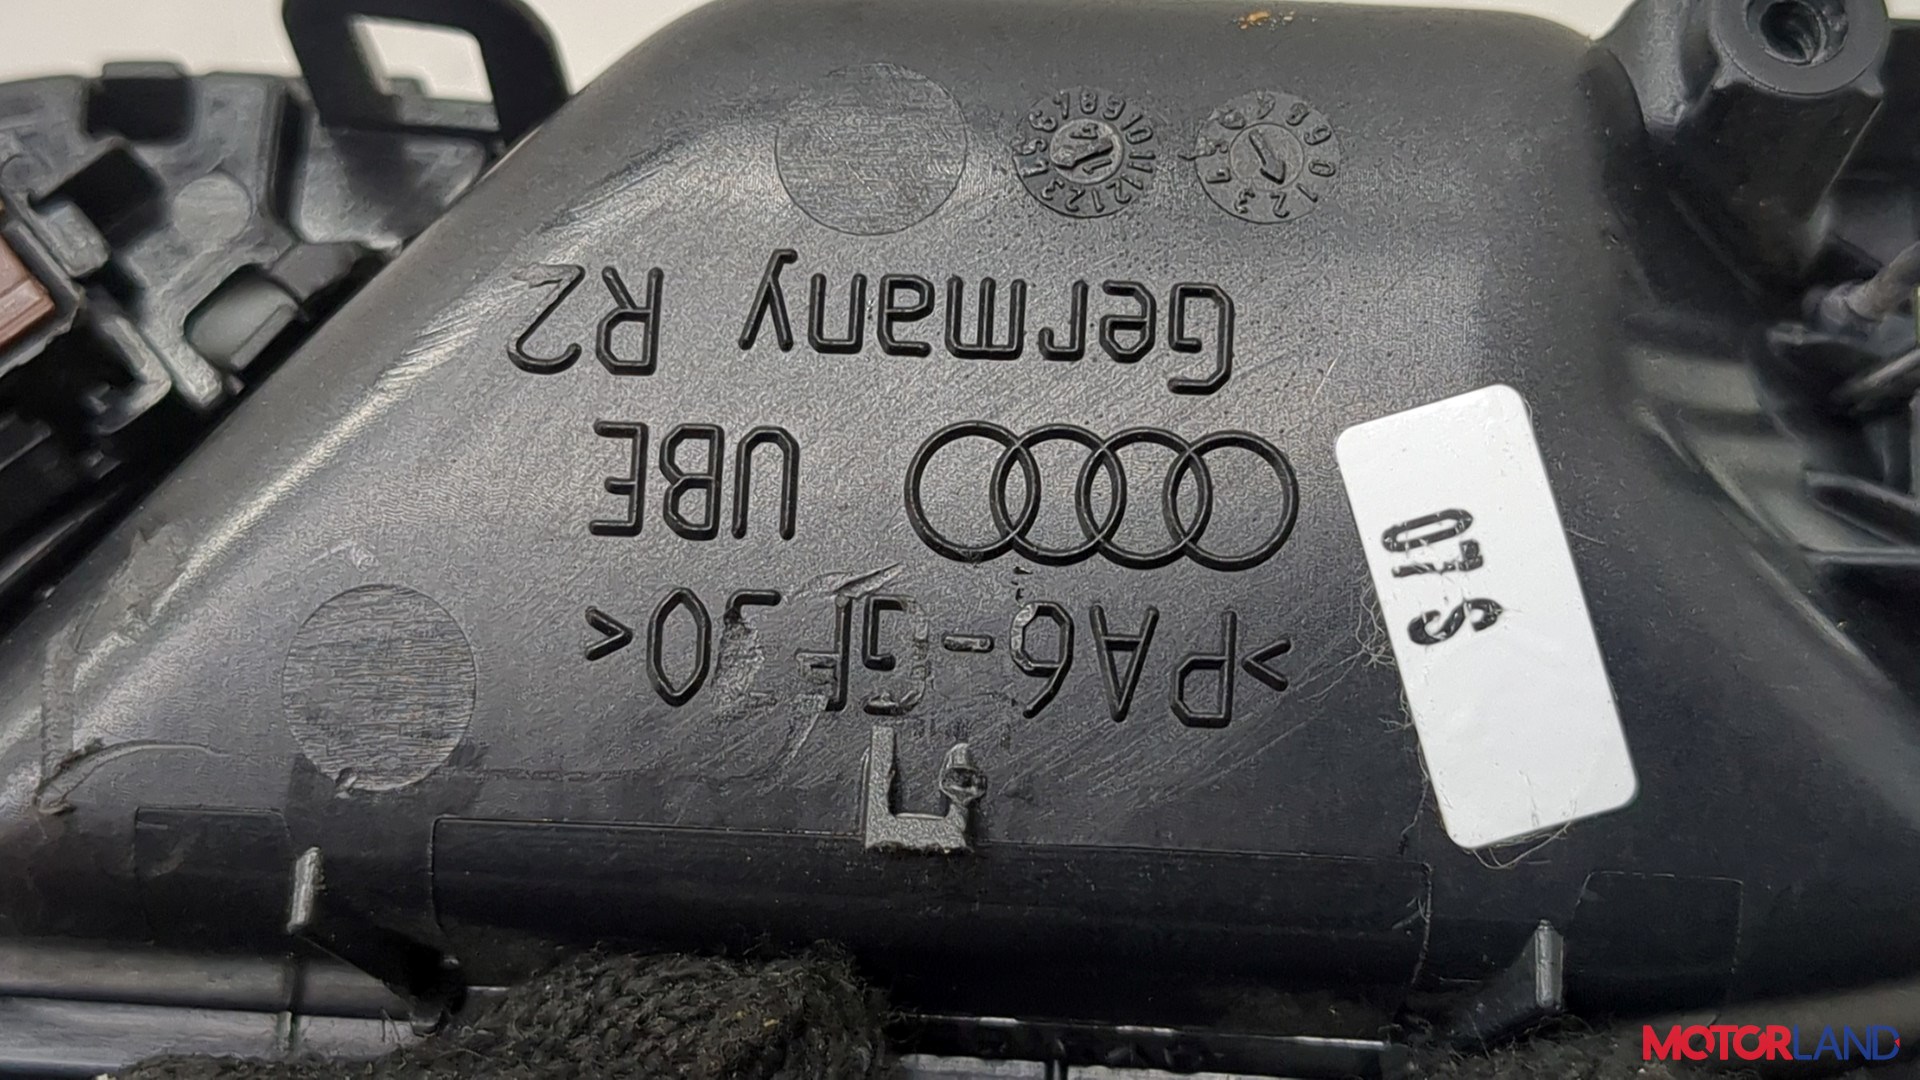 >PA6-GF30<
UBE
Germany R2
S10
MOTORLAND